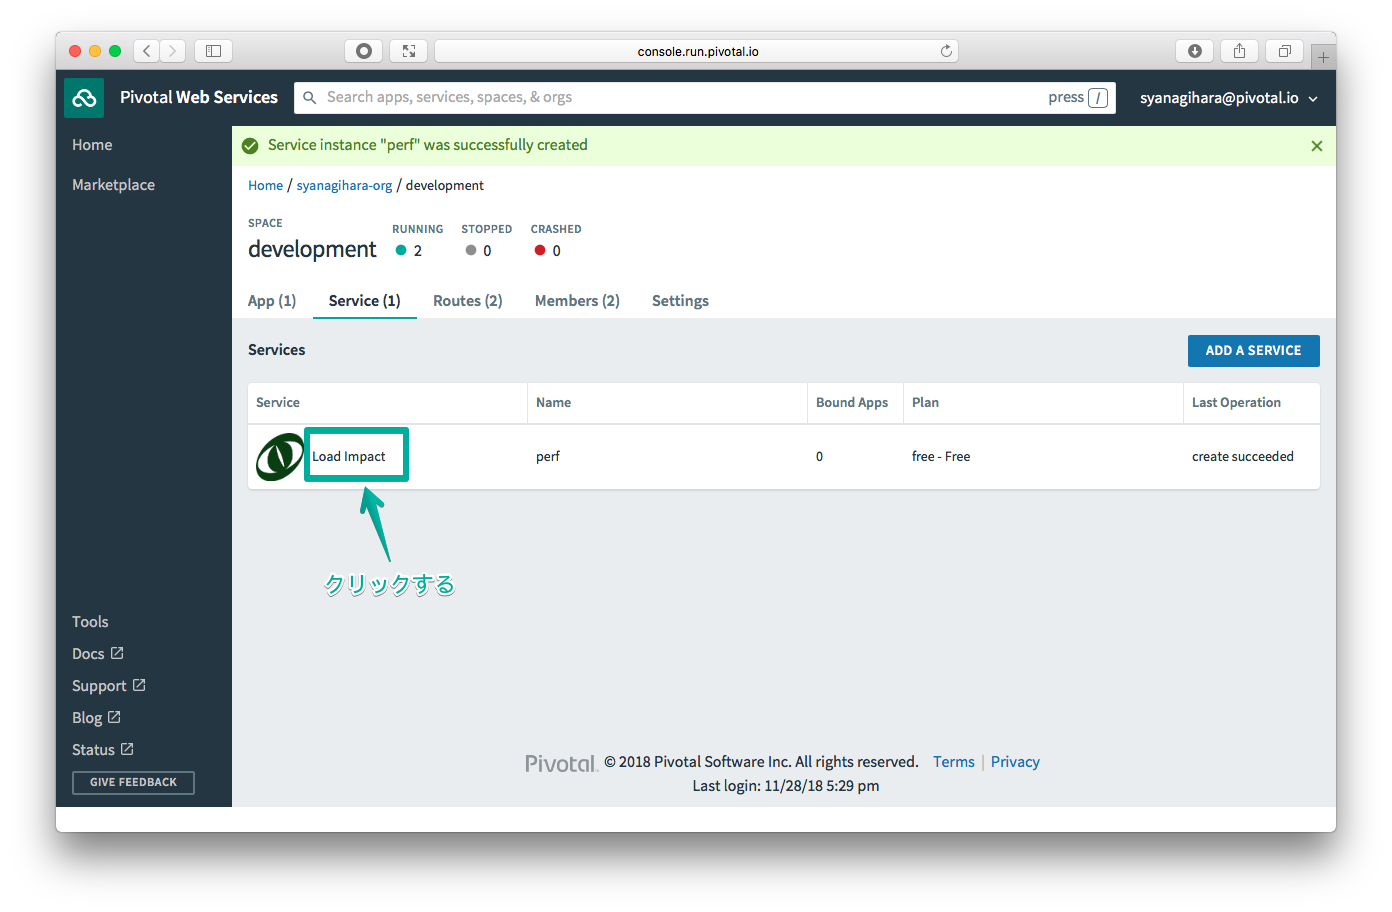 console.run.pivotal.io
Pivotal Web Services
Search apps, services, spaces, & orgs
press /
syanagihara@pivotal.io
Home
Marketplace
Service instance "perf" was successfully created
Home / syanagihara-org / development
SPACE
development
RUNNING STOPPED CRASHED
2 0 0
App (1) Service (1) Routes (2) Members (2) Settings
Services
ADD A SERVICE
Service Name Bound Apps Plan Last Operation
Load Impact perf 0 free - Free create succeeded
クリックする
Tools
Docs
Support
Blog
Status
GIVE FEEDBACK
Pivotal. © 2018 Pivotal Software Inc. All rights reserved. Terms | Privacy
Last login: 11/28/18 5:29 pm